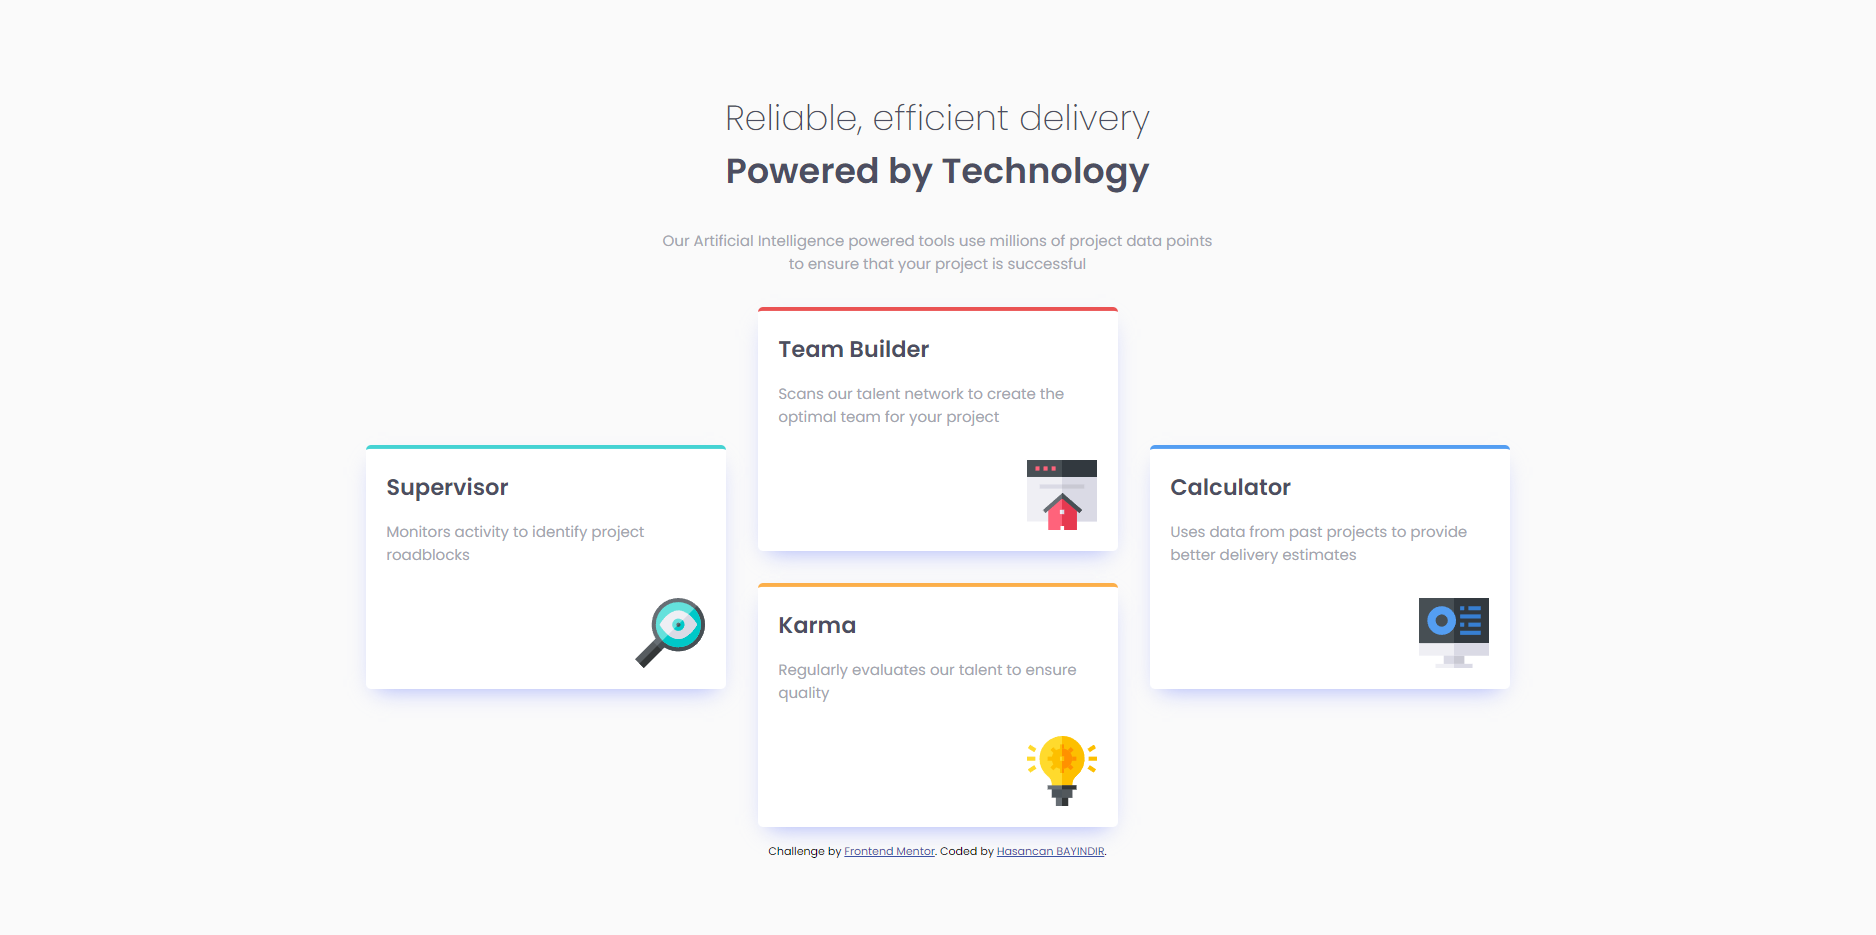 Reliable, efficient delivery
Powered by Technology
Our Artificial Intelligence powered tools use millions of project data points
to ensure that your project is successful
Supervisor
Monitors activity to identify project
roadblocks
Team Builder
Scans our talent network to create the
optimal team for your project
Karma
Regularly evaluates our talent to ensure
quality
Calculator
Uses data from past projects to provide
better delivery estimates
Challenge by Frontend Mentor. Coded by Hasancan BAYINDIR.